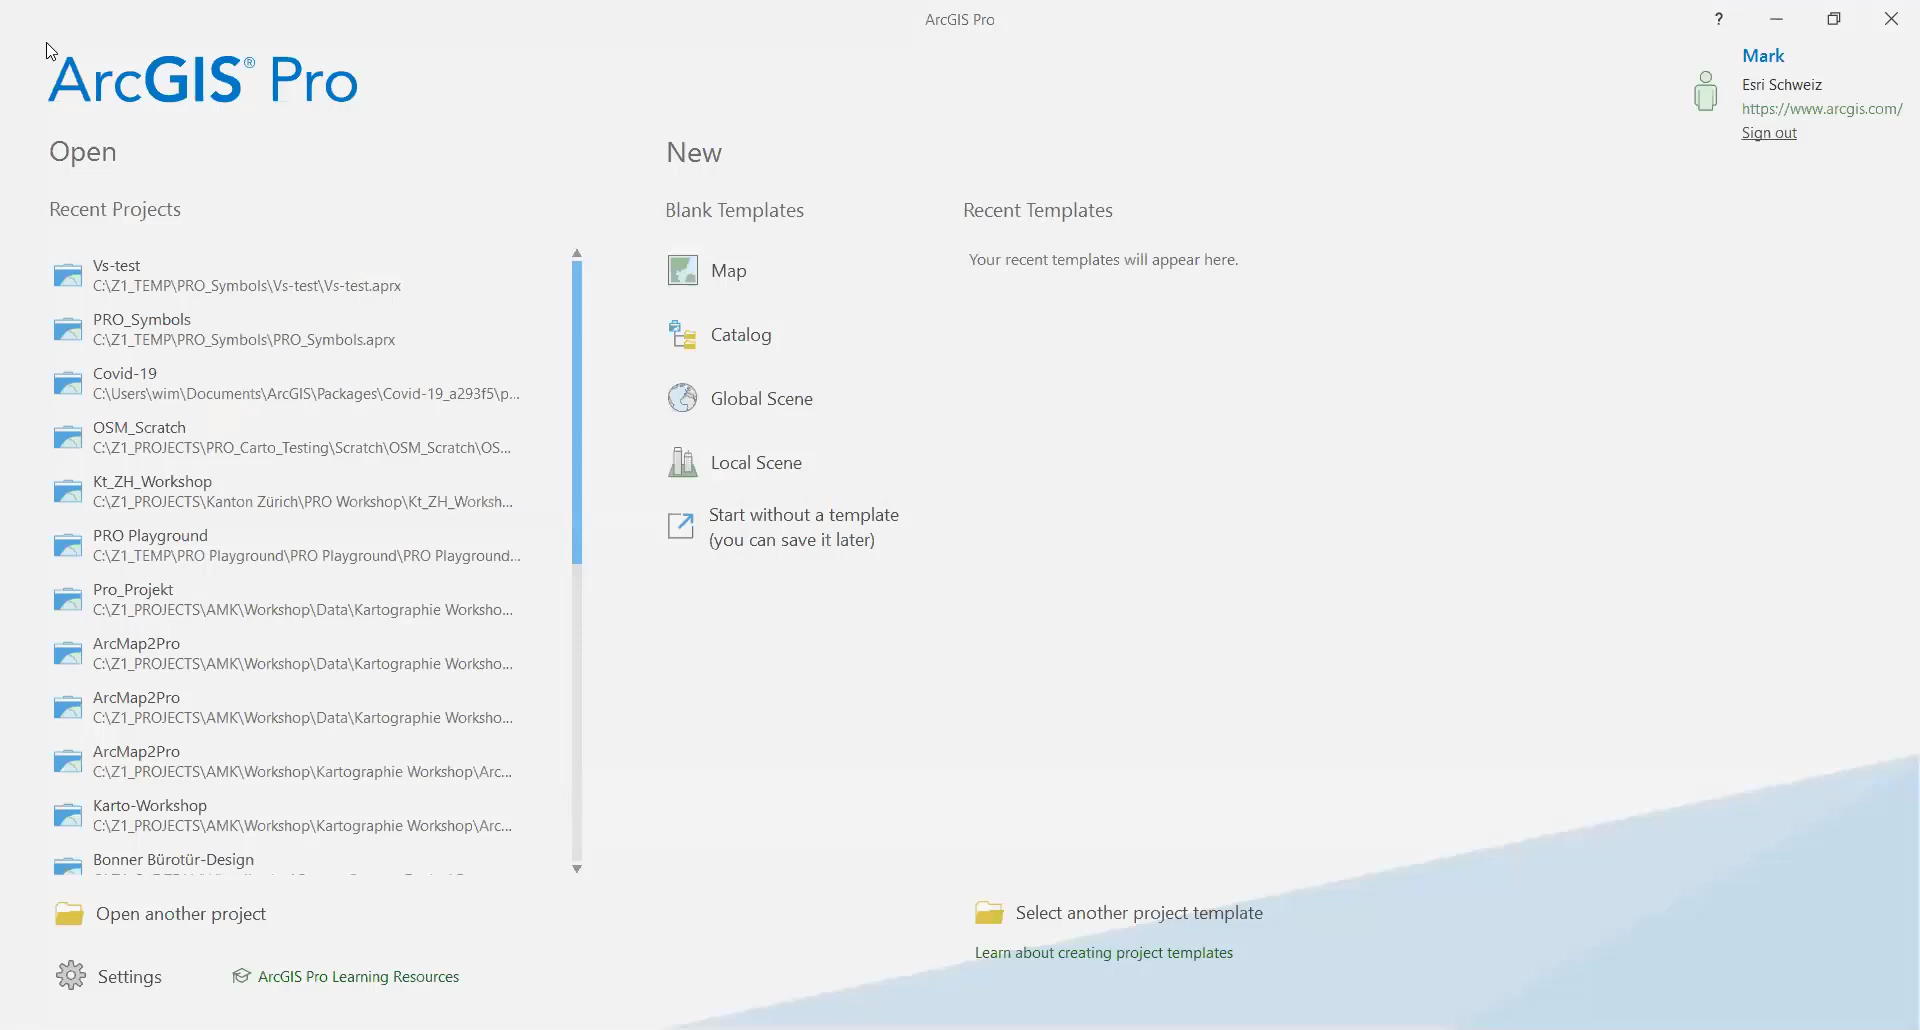 ArcGIS Pro
?
ArcGIS® Pro
Mark
Esri Schweiz
https://www.arcgis.com/
Sign out
Open
Recent Projects
Vs-test
C:\Z1_TEMP\PRO_Symbols\Vs-test\Vs-test.aprx
PRO_Symbols
C:\Z1_TEMP\PRO_Symbols\PRO_Symbols.aprx
Covid-19
C:\Users\wim\Documents\ArcGIS\Packages\Covid-19_a293f5\p...
OSM_Scratch
C:\Z1_PROJECTS\PRO_Carto_Testing\Scratch\OSM_Scratch\OS...
Kt_ZH_Workshop
C:\Z1_PROJECTS\Kanton Zürich\PRO Workshop\Kt_ZH_Worksh...
PRO Playground
C:\Z1_TEMP\PRO Playground\PRO Playground\PRO Playground...
Pro_Projekt
C:\Z1_PROJECTS\AMK\Workshop\Data\Kartographie Worksho...
ArcMap2Pro
C:\Z1_PROJECTS\AMK\Workshop\Data\Kartographie Worksho...
ArcMap2Pro
C:\Z1_PROJECTS\AMK\Workshop\Data\Kartographie Worksho...
ArcMap2Pro
C:\Z1_PROJECTS\AMK\Workshop\Kartographie Workshop\Arc...
Karto-Workshop
C:\Z1_PROJECTS\AMK\Workshop\Kartographie Workshop\Arc...
Bonner Bürotür-Design
Open another project
Settings
ArcGIS Pro Learning Resources
New
Blank Templates
Map
Catalog
Global Scene
Local Scene
Start without a template
(you can save it later)
Recent Templates
Your recent templates will appear here.
Select another project template
Learn about creating project templates